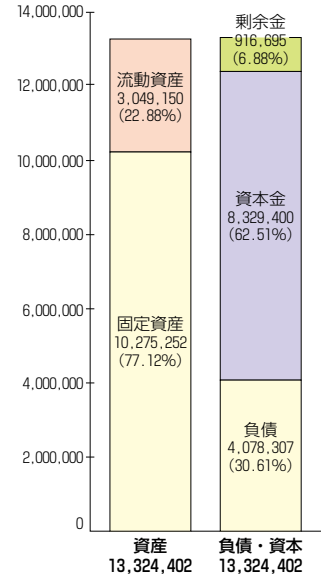 14,000,000
12,000,000
10,000,000
8,000,000
6,000,000
4,000,000
2,000,000
0
流動資産
3,049,150
(22.88%)
固定資産
10,275,252
(77.12%)
資産
13,324,402
剰余金
916,695
(6.88%)
資本金
8,329,400
(62.51%)
負債
4,078,307
(30.61%)
負債・資本
13,324,402